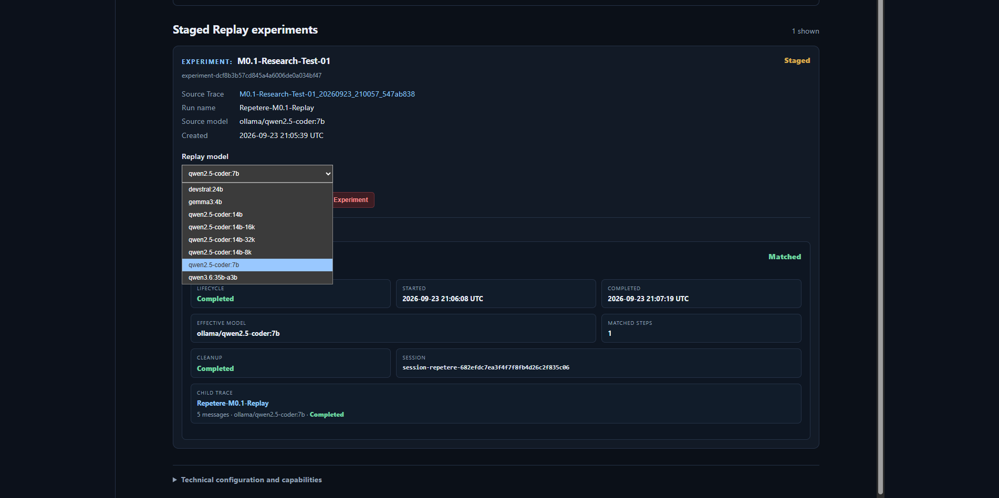 Staged Replay experiments
1 shown
EXPERIMENT: M0.1-Research-Test-01
Staged
experiment-dcf8b3b57cd845a4a6006de0a034bf47
Source Trace M0.1-Research-Test-01_20260923_210057_547ab838
Run name Repetere-M0.1-Replay
Source model ollama/qwen2.5-coder:7b
Created 2026-09-23 21:05:39 UTC
Replay model
qwen2.5-coder:7b
devstral:24b
gemma3:4b
qwen2.5-coder:14b
qwen2.5-coder:14b-16k
qwen2.5-coder:14b-32k
qwen2.5-coder:14b-8k
qwen2.5-coder:7b
qwen3.6:35b-a3b
Experiment
Matched
LIFECYCLE
Completed
STARTED
2026-09-23 21:06:08 UTC
COMPLETED
2026-09-23 21:07:19 UTC
EFFECTIVE MODEL
ollama/qwen2.5-coder:7b
MATCHED STEPS
1
CLEANUP
Completed
SESSION
session-repetere-682efdc7ea3f4f7f8fb4d26c2f835c06
CHILD TRACE
Repetere-M0.1-Replay
5 messages · ollama/qwen2.5-coder:7b · Completed
Technical configuration and capabilities